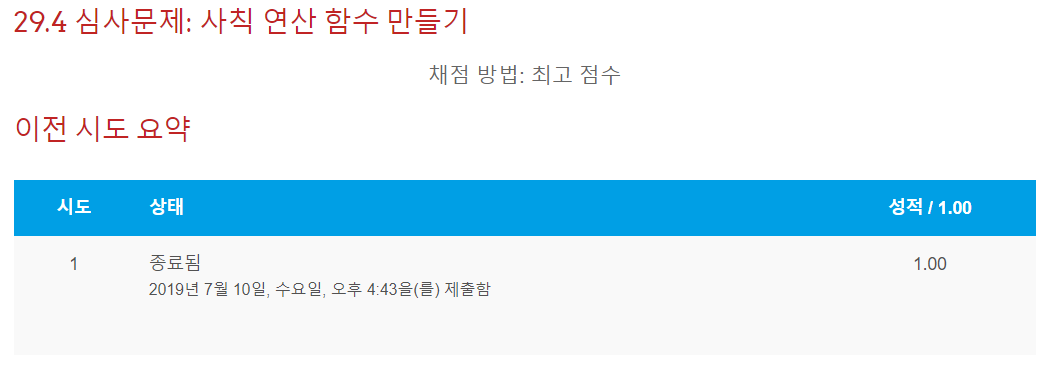 29.4 심사문제: 사칙 연산 함수 만들기
채점 방법: 최고 점수
이전 시도 요약
시도 상태 성적 / 1.00
1 종료됨 1.00
2019년 7월 10일, 수요일, 오후 4:43을(를) 제출함